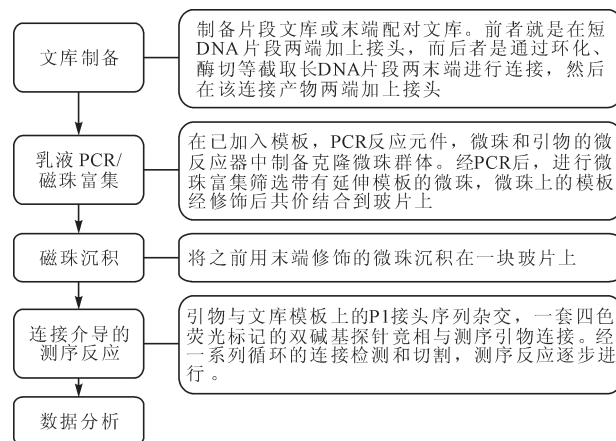 文库制备
制备片段文库或末端配对文库。前者就是在短
DNA片段两端加上接头，而后者是通过环化、
酶切等截取长DNA片段两末端进行连接，然后
在该连接产物两端加上接头
乳液 PCR/
磁珠富集
在已加入模板，PCR反应元件，微珠和引物的微
反应器中制备克隆微珠群体。经PCR后，进行微
珠富集筛选带有延伸模板的微珠，微珠上的模板
经修饰后共价结合到玻片上
磁珠沉积
将之前用末端修饰的微珠沉积在一块玻片上
连接介导的
测序反应
引物与文库模板上的P1接头序列杂交，一套四色
荧光标记的双碱基探针竞相与测序引物连接。经
一系列循环的连接检测和切割，测序反应逐步进
行。
数据分析